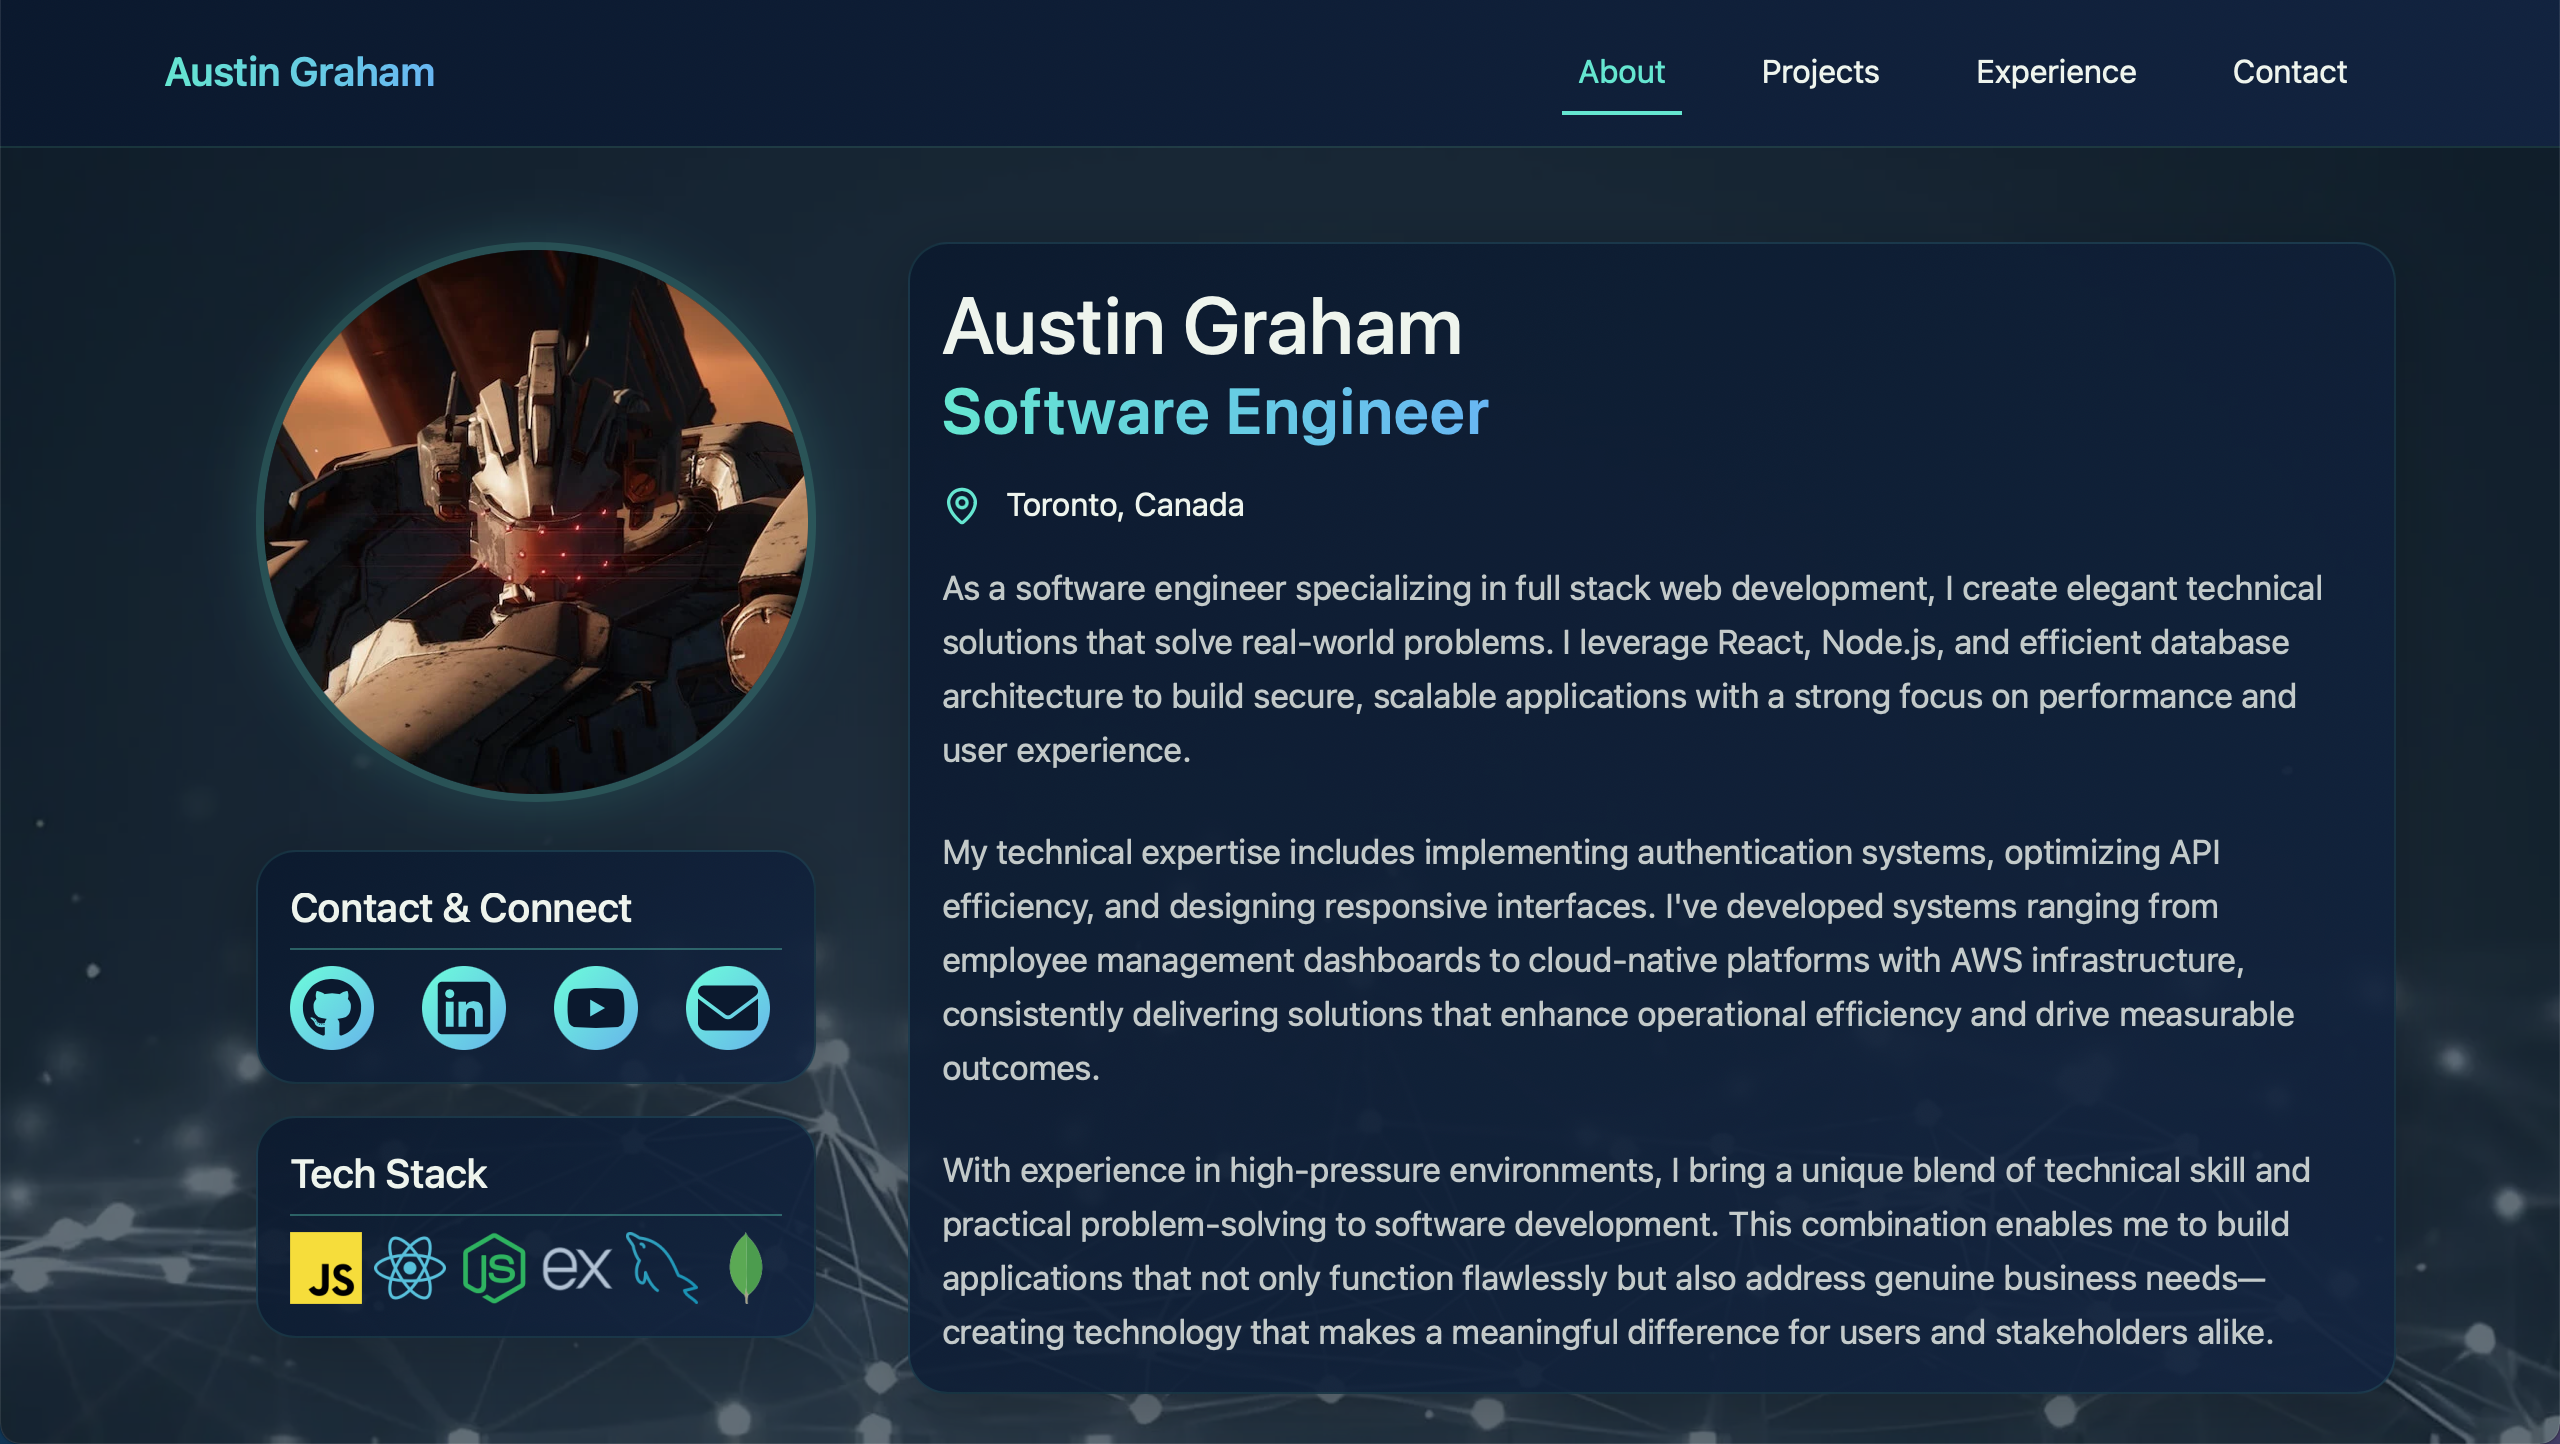 Austin Graham
About
Projects
Experience
Contact
Austin Graham
Software Engineer
Toronto, Canada
As a software engineer specializing in full stack web development, I create elegant technical
solutions that solve real-world problems. I leverage React, Node.js, and efficient database
architecture to build secure, scalable applications with a strong focus on performance and
user experience.
My technical expertise includes implementing authentication systems, optimizing API
efficiency, and designing responsive interfaces. I've developed systems ranging from
employee management dashboards to cloud-native platforms with AWS infrastructure,
consistently delivering solutions that enhance operational efficiency and drive measurable
outcomes.
With experience in high-pressure environments, I bring a unique blend of technical skill and
practical problem-solving to software development. This combination enables me to build
applications that not only function flawlessly but also address genuine business needs—
creating technology that makes a meaningful difference for users and stakeholders alike.
Contact & Connect
in
Tech Stack
JS
JS
ex